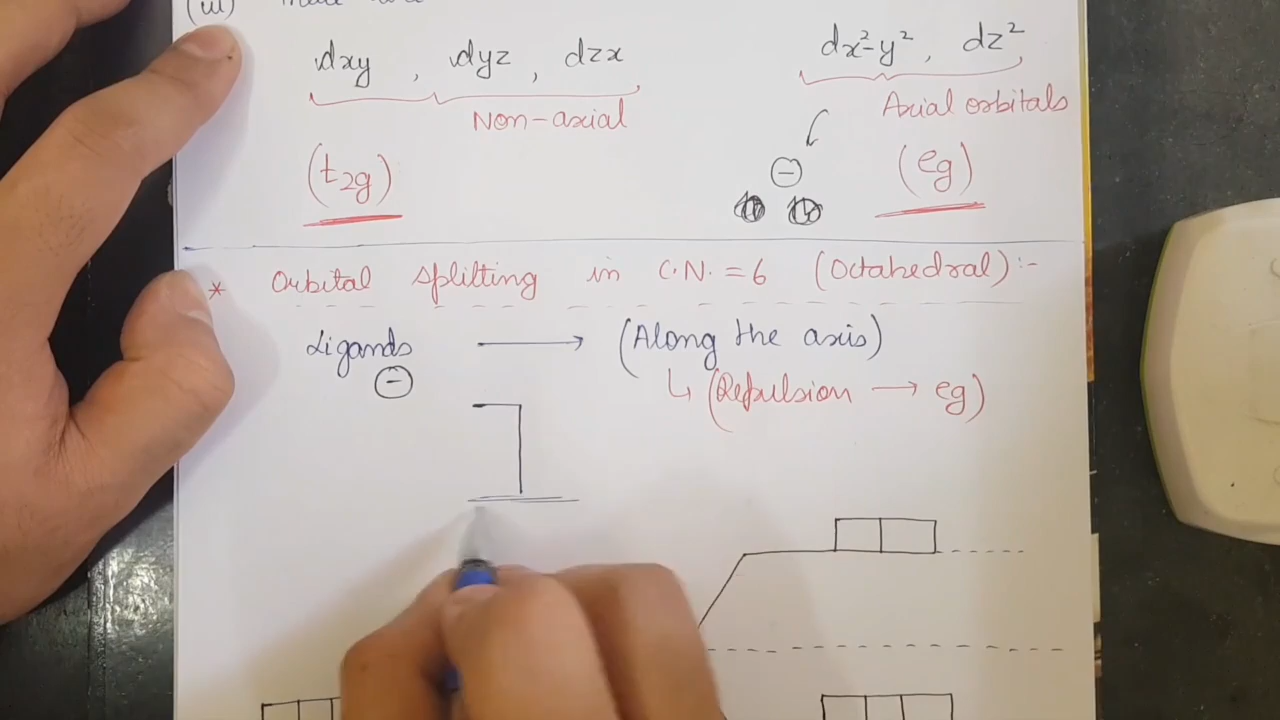 (iii)
dxy , dyz , dzx dx²-y² , dz²
Non-axial Axial orbitals
(t2g) (eg)
* Orbital splitting in C.N. = 6 (Octahedral) :-
Ligands → (Along the axis)
↳ (Repulsion → eg)